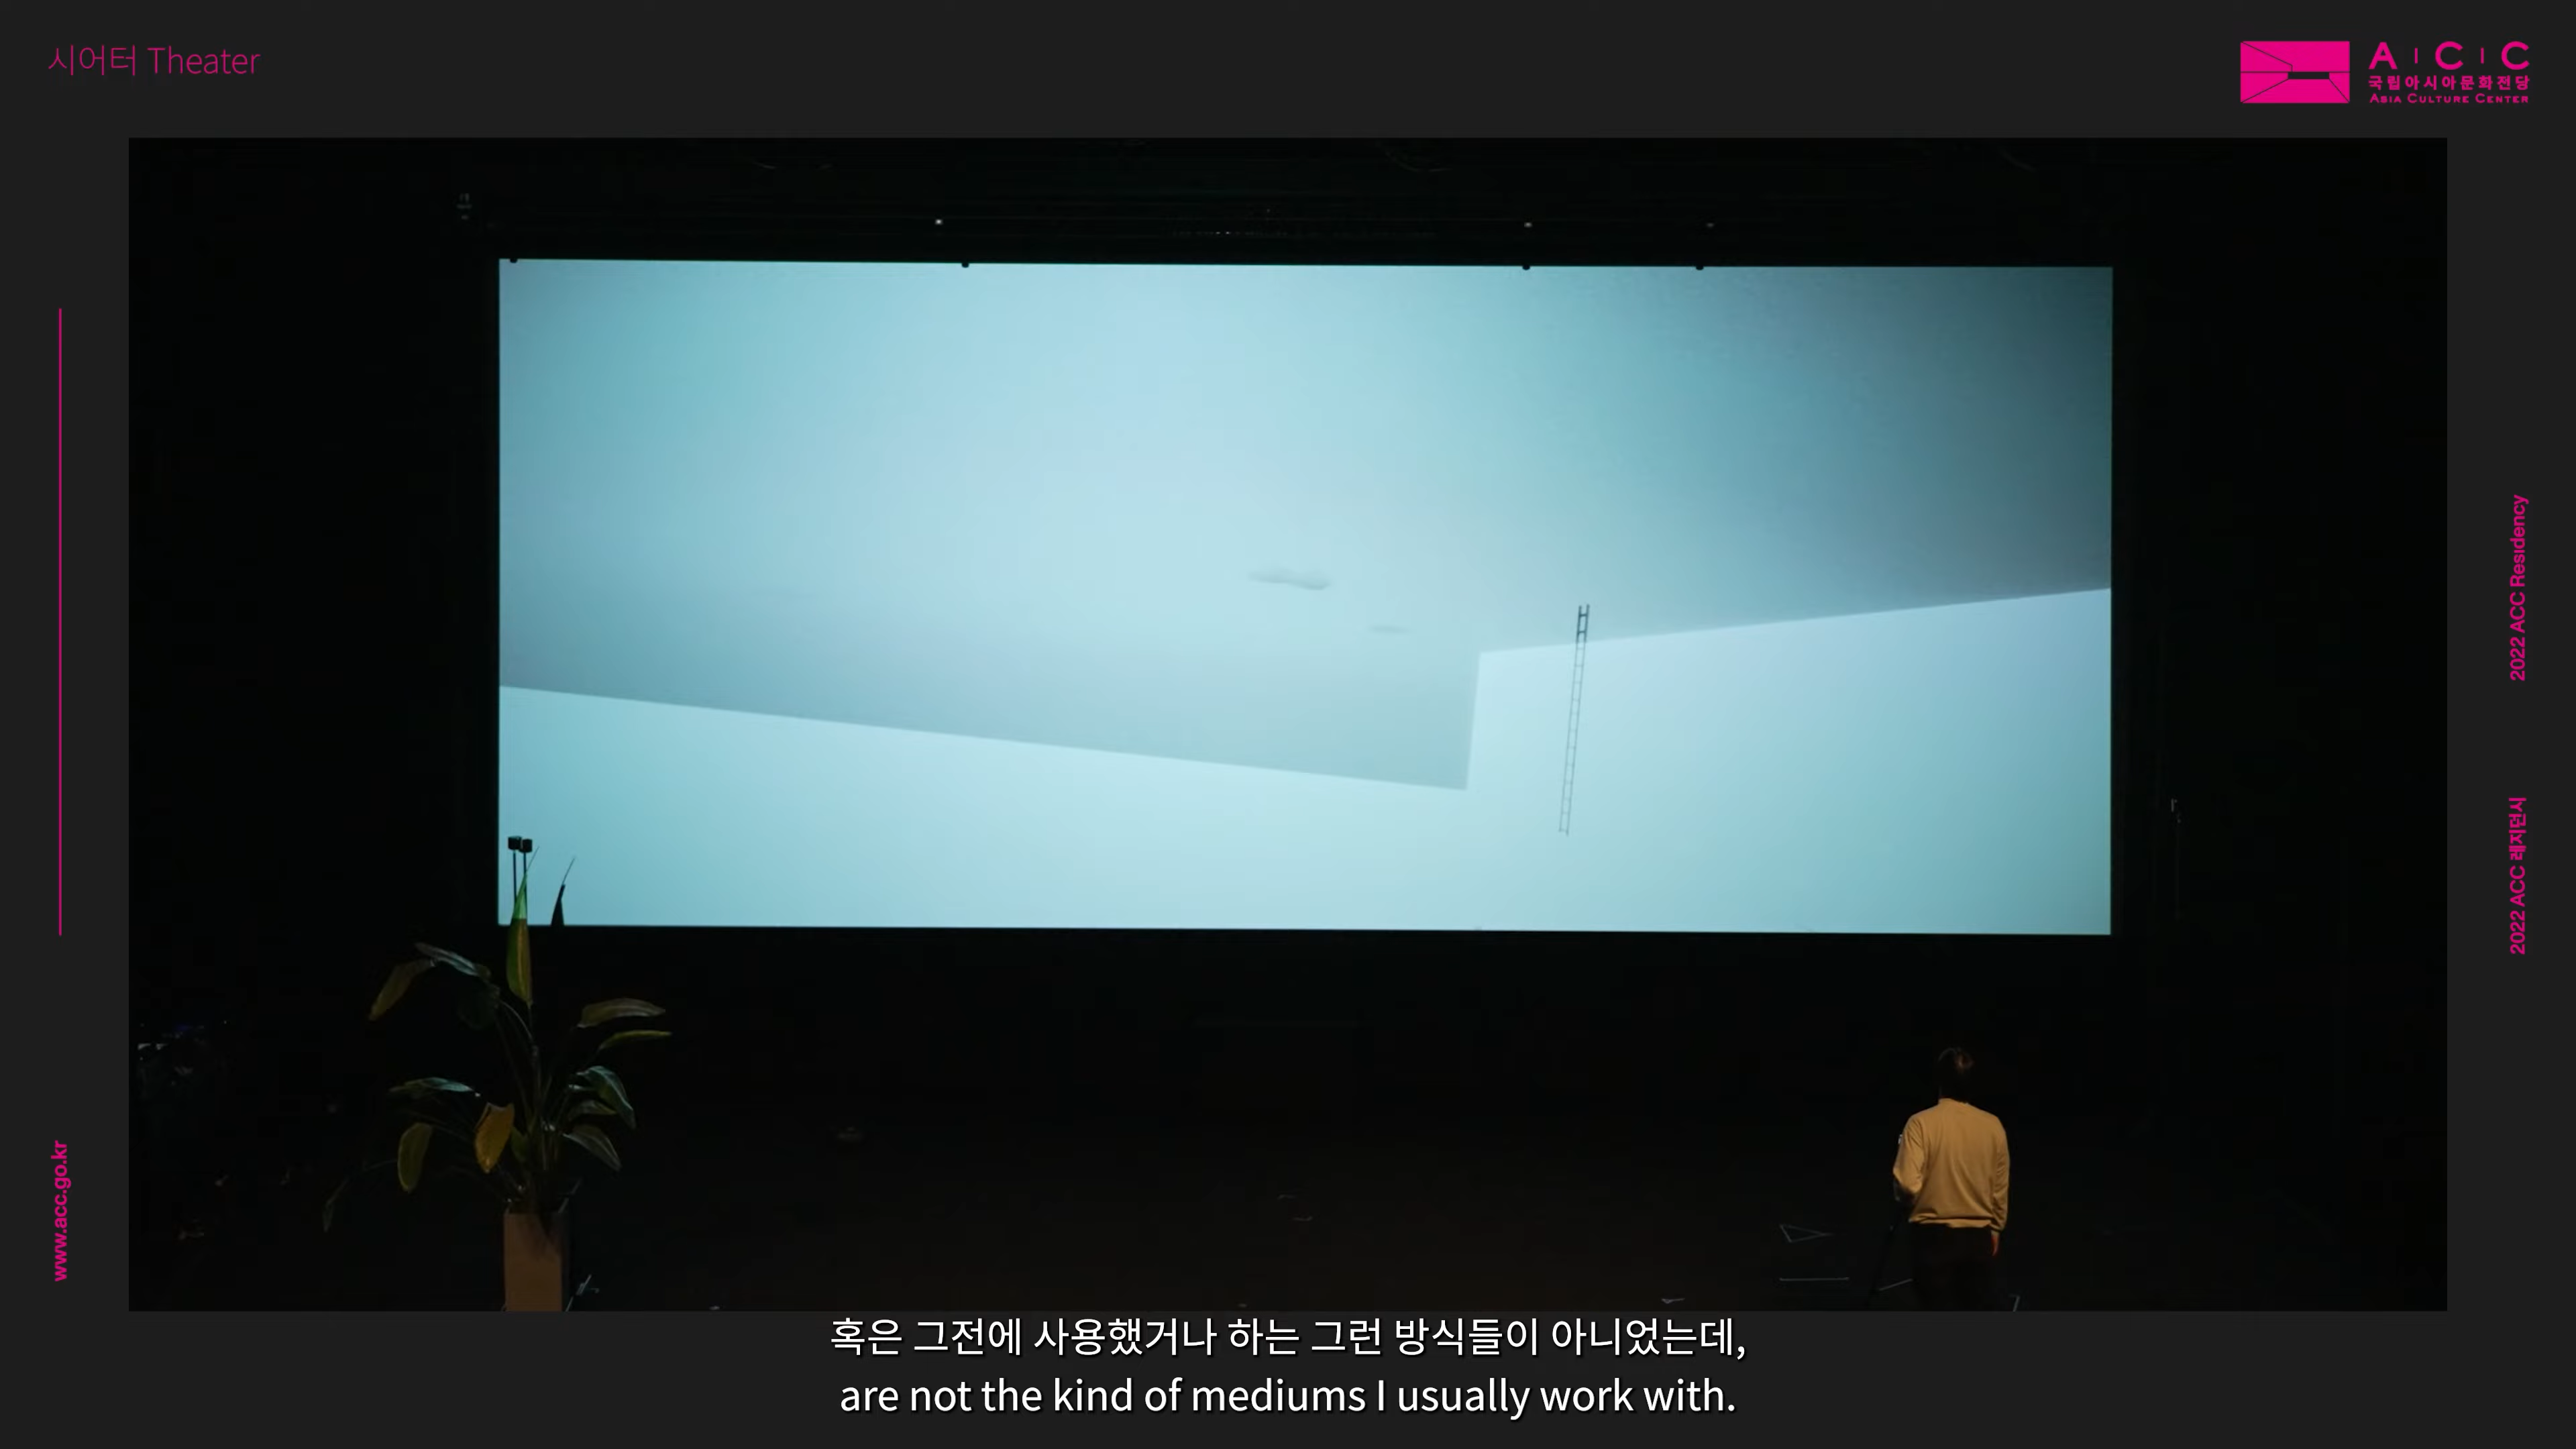 시어터 Theater
A C C
국립아시아문화전당
ASIA CULTURE CENTER
2022 ACC Residency
2022 ACC 레지던시
www.acc.go.kr
혹은 그전에 사용했거나 하는 그런 방식들이 아니었는데,
are not the kind of mediums I usually work with.